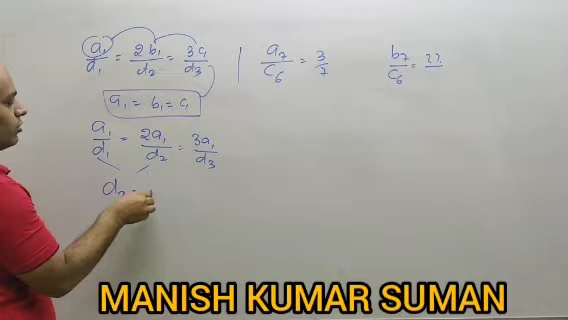 a₁/d₁ = 2b₁/d₂ = 3c₁/d₃ | a₇/c₆ = 3/7 b₇/c₆ = ??
a₁ = b₁ = c₁
a₁/d₁ = 2a₁/d₂ = 3a₁/d₃
d₂ =
MANISH KUMAR SUMAN